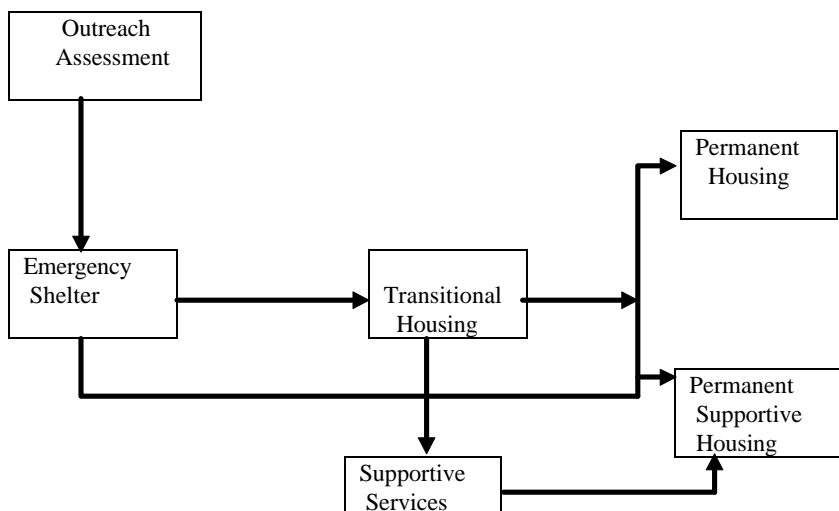 Outreach
Assessment
Permanent
Housing
Emergency
Shelter
Transitional
Housing
Permanent
Supportive
Housing
Supportive
Services